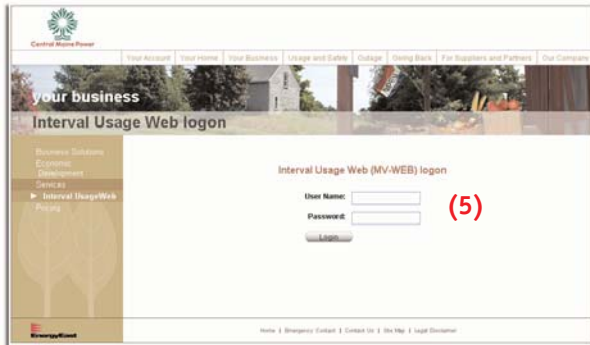 Central Maine Power
Your Account | Your Home | Your Business | Usage and Safety | Outage | Giving Back | For Suppliers and Partners | Our Company
your business
Interval Usage Web logon
Business Solutions
Economic
Development
Services
Interval UsageWeb
Pricing
Interval Usage Web (MV-WEB) logon
User Name:
Password:
(5)
Login
EnergyEast
Home | Emergency Contact | Contact Us | Site Map | Legal Disclaimer